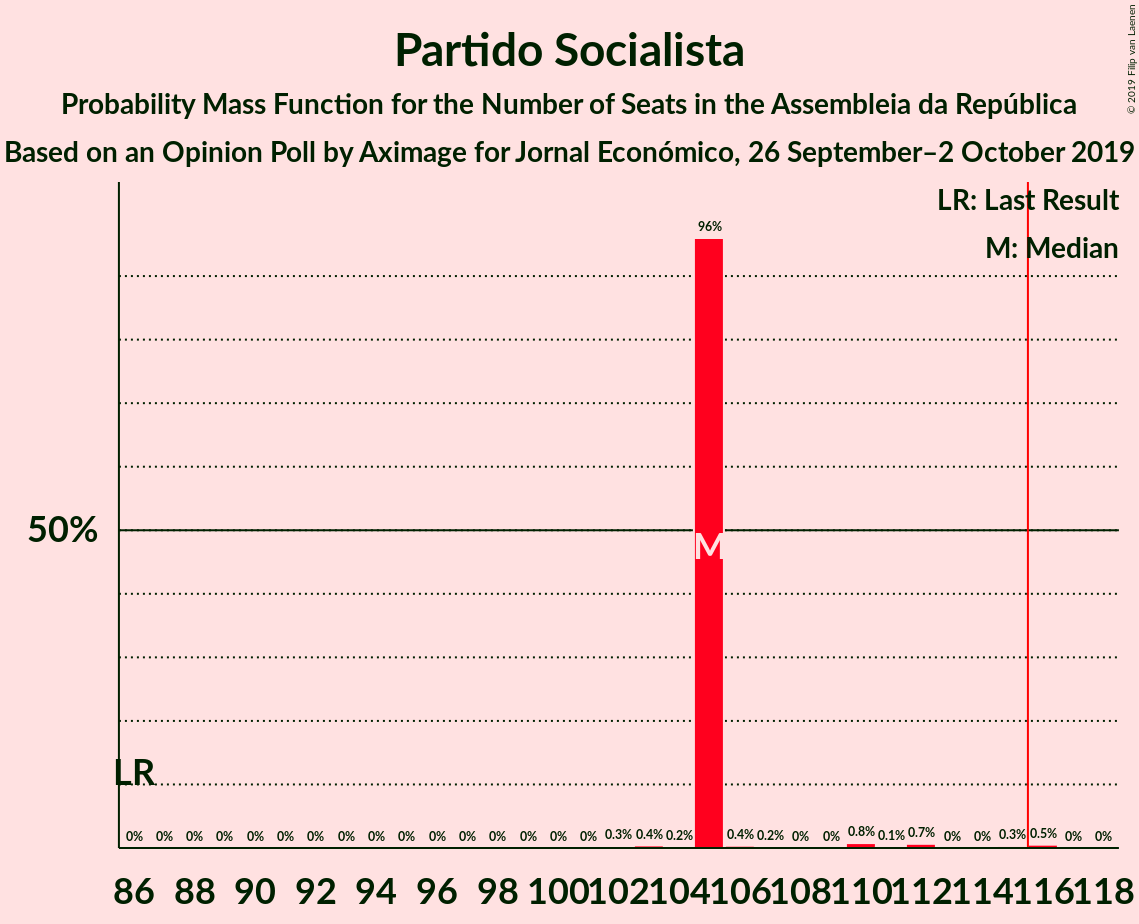 Partido Socialista
Probability Mass Function for the Number of Seats in the Assembleia da República
Based on an Opinion Poll by Aximage for Jornal Económico, 26 September–2 October 2019
© 2019 Filip van Laenen
LR: Last Result
M: Median
96%
50%
M
LR
0% 0% 0% 0% 0% 0% 0% 0% 0% 0% 0% 0% 0% 0% 0% 0% 0.3% 0.4% 0.2% 0.4% 0.2% 0% 0% 0.8% 0.1% 0.7% 0% 0% 0.3% 0.5% 0% 0%
86 88 90 92 94 96 98 100 102 104 106 108 110 112 114 116 118